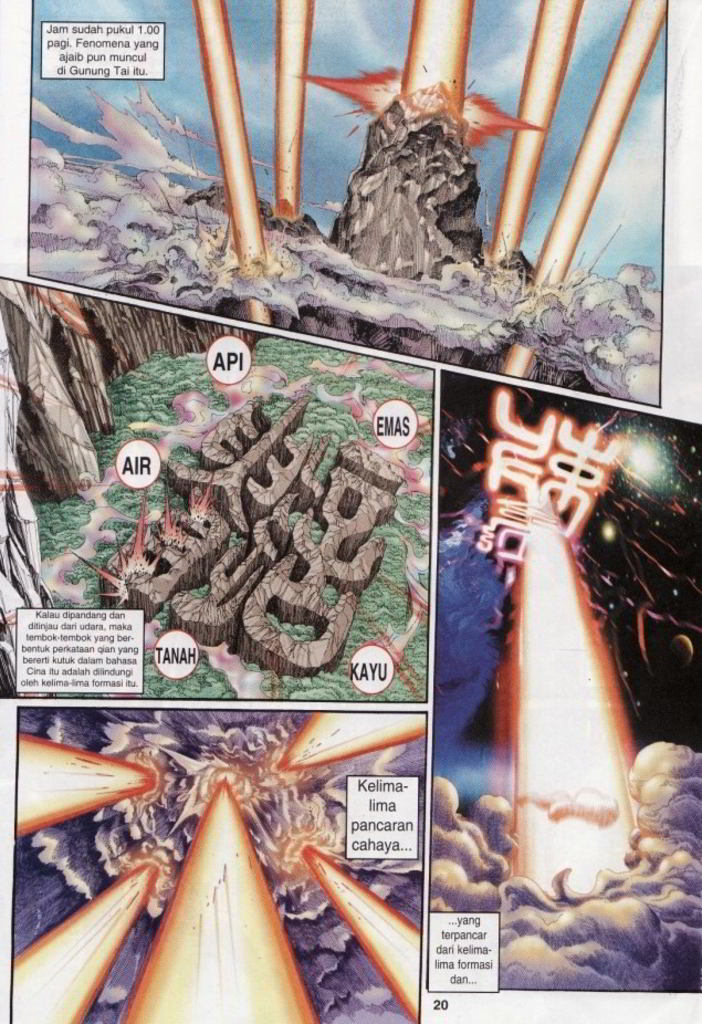 Jam sudah pukul 1.00
pagi. Fenomena yang
ajaib pun muncul
di Gunung Tai itu.
API
EMAS
AIR
TANAH
KAYU
Kalau dipandang dan
ditinjau dari udara, maka
tembok-tembok yang ber-
bentuk perkataan qian yang
bererti kutuk dalam bahasa
Cina itu adalah dilindungi
oleh kelima-lima formasi itu.
Kelima-
lima
pancaran
cahaya...
...yang
terpancar
dari kelima-
lima formasi
dan...
20